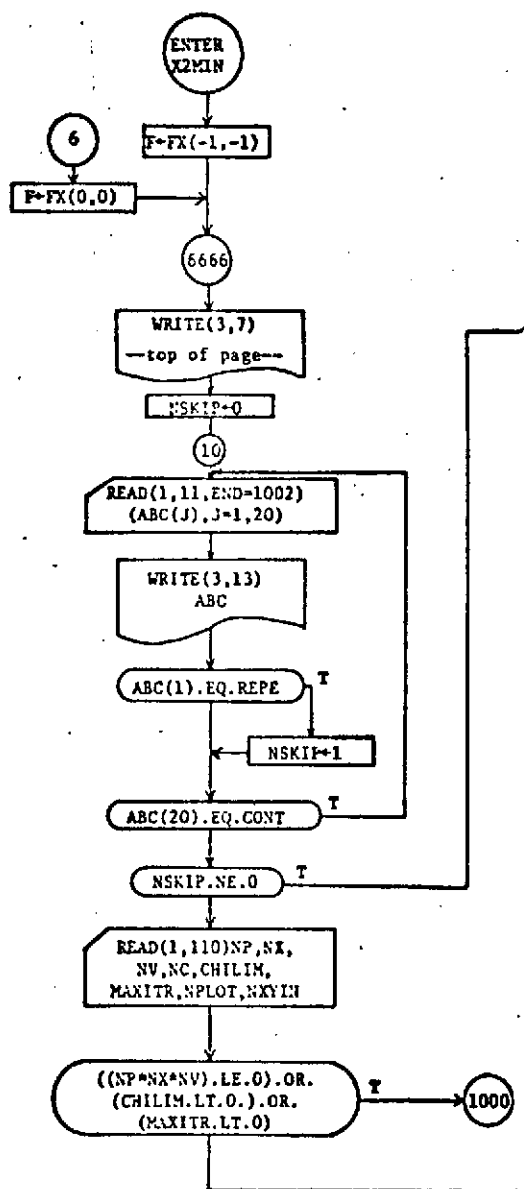 ENTER
X2MIN
F←FX(-1,-1)
6
F←FX(0,0)
6666
WRITE(3,7)
—top of page—
NSKIP←0
10
READ(1,11,END=1002)
(ABC(J),J=1,20)
WRITE(3,13)
ABC
ABC(1).EQ.REPE
T
NSKIP←1
ABC(20).EQ.CONT
T
NSKIP.NE.0
T
READ(1,110)NP,NX,
NV,NC,CHILIM,
MAXITR,NPLOT,NXYIN
((NP*NX*NV).LE.0).OR.
(CHILIM.LT.0.).OR.
(MAXITR.LT.0)
T
1000